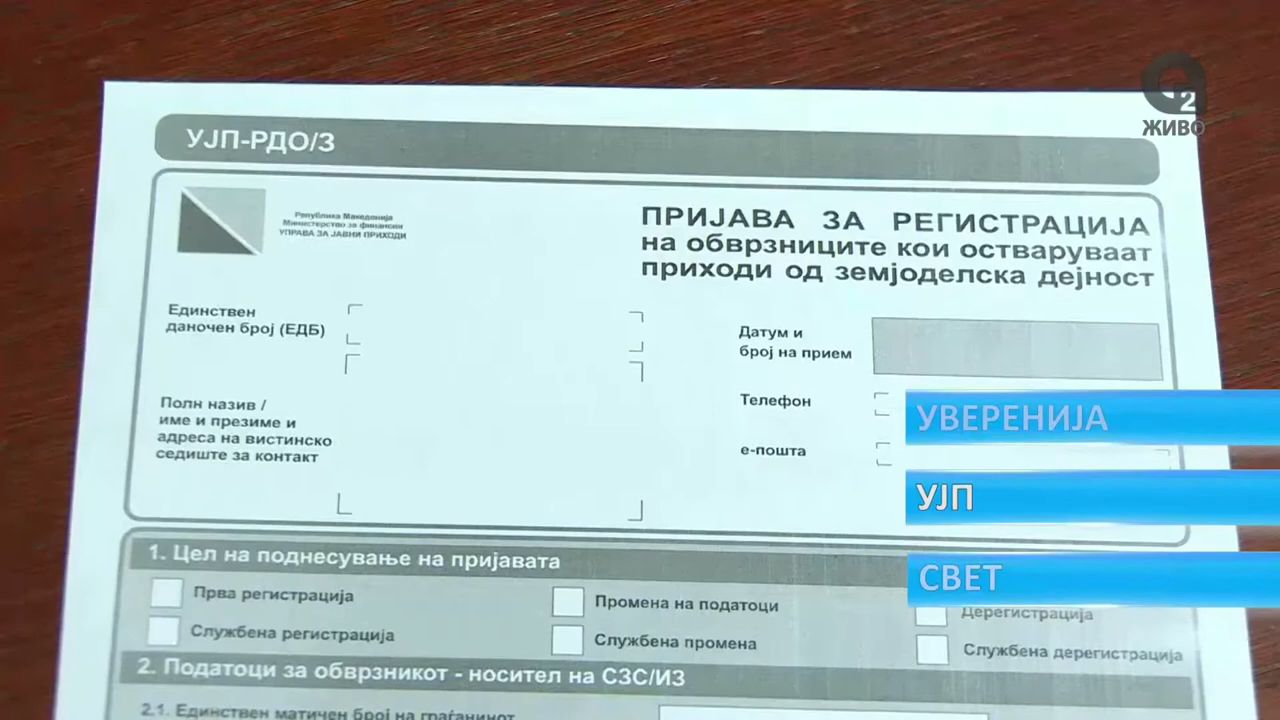 2
ЖИВО
УЈП-РДО/З
Република Македонија
Министерство за финансии
УПРАВА ЗА ЈАВНИ ПРИХОДИ
ПРИЈАВА ЗА РЕГИСТРАЦИЈА
на обврзниците кои остваруваат
приходи од земјоделска дејност
Единствен
даночен број (ЕДБ)
Датум и
број на прием
Полн назив /
име и презиме и
адреса на вистинско
седиште за контакт
Телефон
е-пошта
УВЕРЕНИЈА
УЈП
СВЕТ
1. Цел на поднесување на пријавата
Прва регистрација
Промена на податоци
Дерегистрација
Службена регистрација
Службена промена
Службена дерегистрација
2. Податоци за обврзникот - носител на СЗС/ИЗ
2.1. Единствен матичен број на граѓанинот